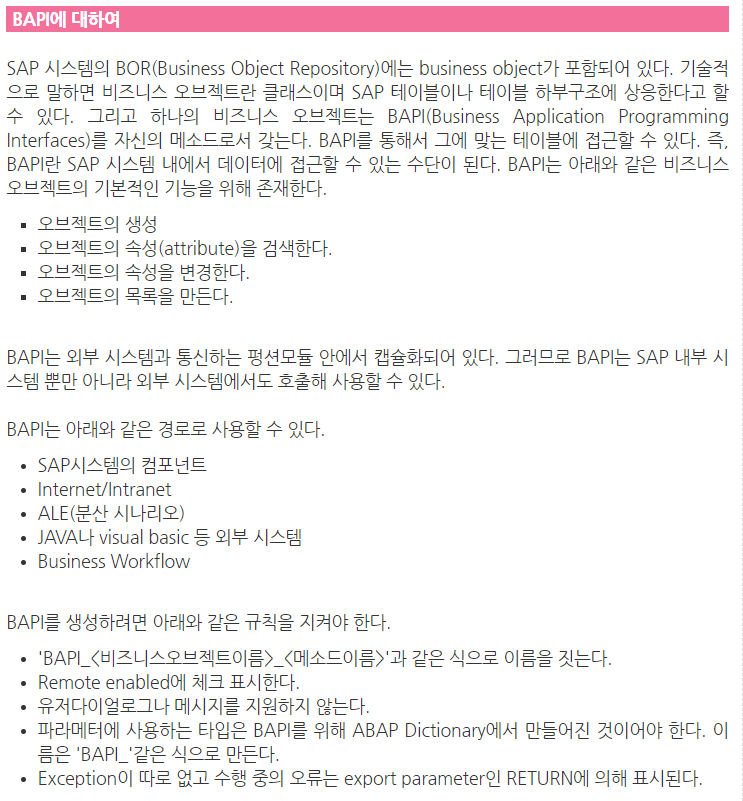 BAPI에 대하여
SAP 시스템의 BOR(Business Object Repository)에는 business object가 포함되어 있다. 기술적
으로 말하면 비즈니스 오브젝트란 클래스이며 SAP 테이블이나 테이블 하부구조에 상응한다고 할
수 있다. 그리고 하나의 비즈니스 오브젝트는 BAPI(Business Application Programming
Interfaces)를 자신의 메소드로서 갖는다. BAPI를 통해서 그에 맞는 테이블에 접근할 수 있다. 즉,
BAPI란 SAP 시스템 내에서 데이터에 접근할 수 있는 수단이 된다. BAPI는 아래와 같은 비즈니스
오브젝트의 기본적인 기능을 위해 존재한다.
▪ 오브젝트의 생성
▪ 오브젝트의 속성(attribute)을 검색한다.
▪ 오브젝트의 속성을 변경한다.
▪ 오브젝트의 목록을 만든다.
BAPI는 외부 시스템과 통신하는 펑션모듈 안에서 캡슐화되어 있다. 그러므로 BAPI는 SAP 내부 시
스템 뿐만 아니라 외부 시스템에서도 호출해 사용할 수 있다.
BAPI는 아래와 같은 경로로 사용할 수 있다.
• SAP시스템의 컴포넌트
• Internet/Intranet
• ALE(분산 시나리오)
• JAVA나 visual basic 등 외부 시스템
• Business Workflow
BAPI를 생성하려면 아래와 같은 규칙을 지켜야 한다.
• 'BAPI_<비즈니스오브젝트이름>_<메소드이름>'과 같은 식으로 이름을 짓는다.
• Remote enabled에 체크 표시한다.
• 유저다이얼로그나 메시지를 지원하지 않는다.
• 파라메터에 사용하는 타입은 BAPI를 위해 ABAP Dictionary에서 만들어진 것이어야 한다. 이
름은 'BAPI_'같은 식으로 만든다.
• Exception이 따로 없고 수행 중의 오류는 export parameter인 RETURN에 의해 표시된다.